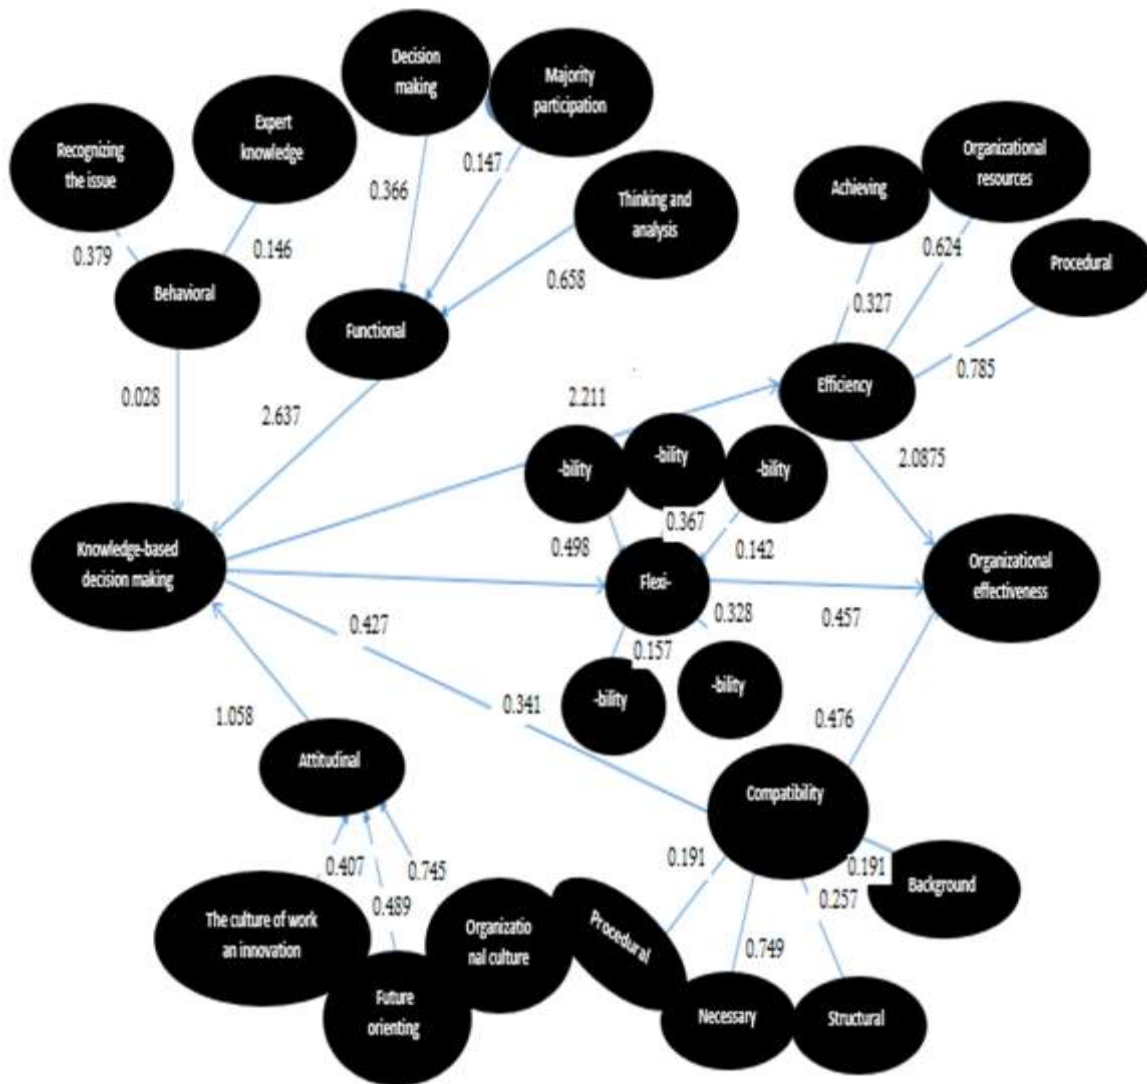 Decision
making
Majority
participation
Expert
knowledge
Recognizing
the issue
Organizational
resources
Achieving
Thinking and
analysis
0.147
0.366
0.379
0.146
0.624
Procedural
0.658
Behavioral
0.327
Functional
0.785
Efficiency
0.028
2.637
2.211
2.0875
-bility
-bility
-bility
0.367
0.498
0.142
Knowledge-based
decision making
Flexi-
Organizational
effectiveness
0.427
0.328
0.457
0.157
-bility
-bility
0.341
1.058
0.476
Attitudinal
Compatibility
0.407
0.745
0.191
0.191
Background
0.489
0.257
The culture of work
an innovation
Organizatio
nal culture
Procedural
0.749
Future
orienting
Necessary
Structural